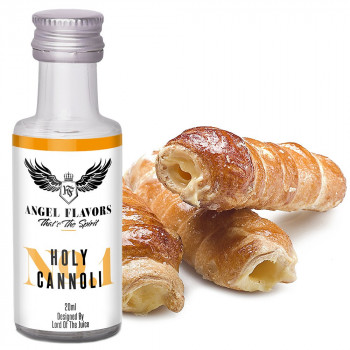 ANGEL FLAVORS
That's The Spirit
HOLY
CANNOLI
20ml
Designed By
Lord Of The Juice